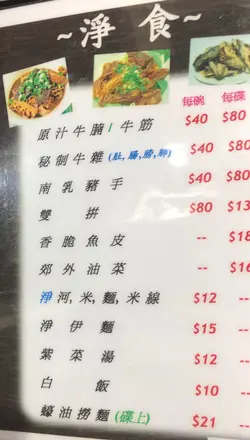 ~淨 食~
每碗 每碟
原汁牛腩/牛筋 $40 $80
秘制牛雜(肚,腸,膀,肺) $40 $80
南乳豬手 $40 $80
雙拼 $80
香脆魚皮 --
郊外油菜 --
淨河,米,麵,米線 $12 --
淨伊麵 $15 --
紫菜湯 $12 --
白飯 $10 --
蠔油撈麵(碟上) $21 --